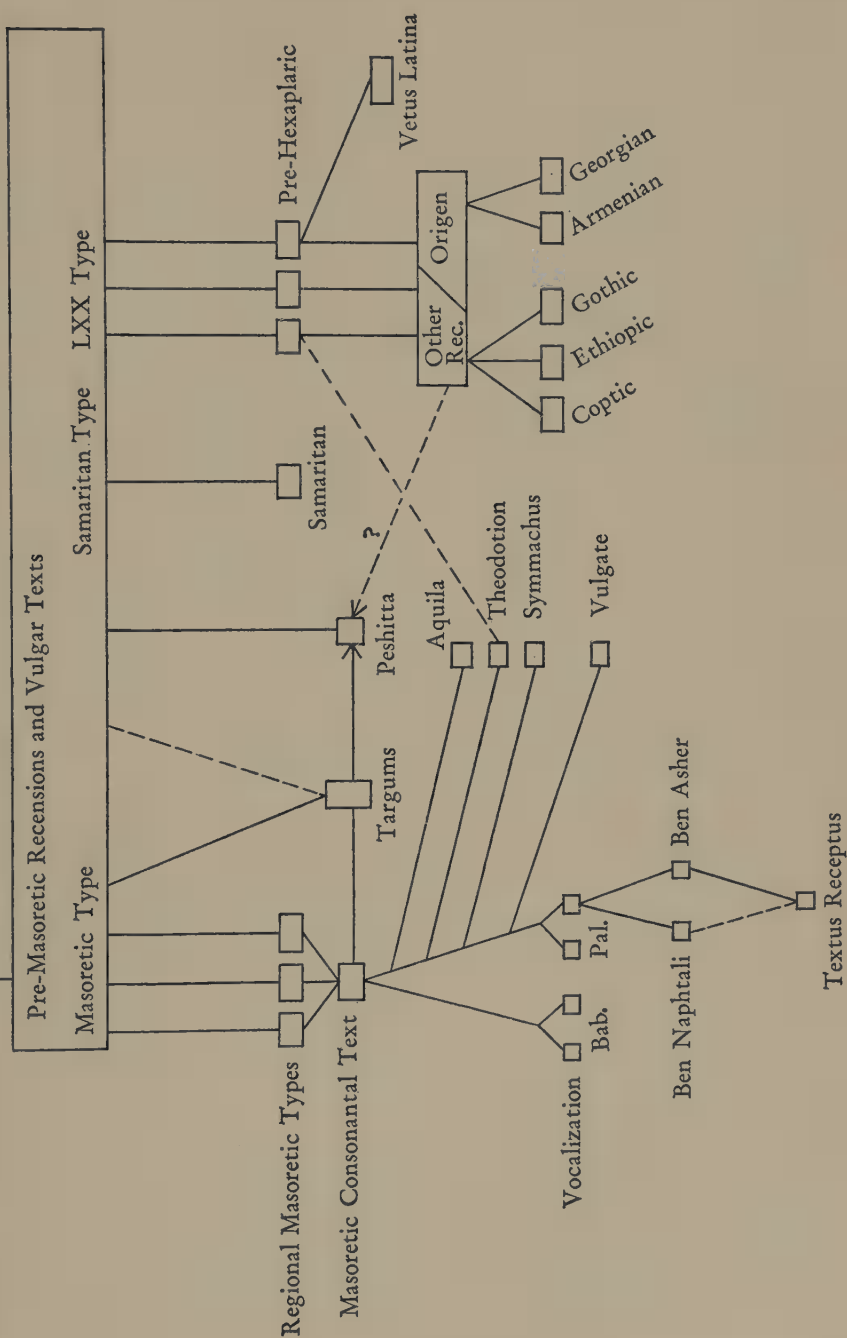 Pre-Masoretic Recensions and Vulgar Texts
Masoretic Type
Samaritan Type
LXX Type
Regional Masoretic Types
Pre-Hexaplaric
Samaritan
Vetus Latina
Masoretic Consonantal Text
Targums
Peshitta
?
Other
Rec.
Origen
Aquila
Theodotion
Symmachus
Vulgate
Coptic
Ethiopic
Gothic
Armenian
Georgian
Vocalization
Bab.
Pal.
Ben Naphtali
Ben Asher
Textus Receptus